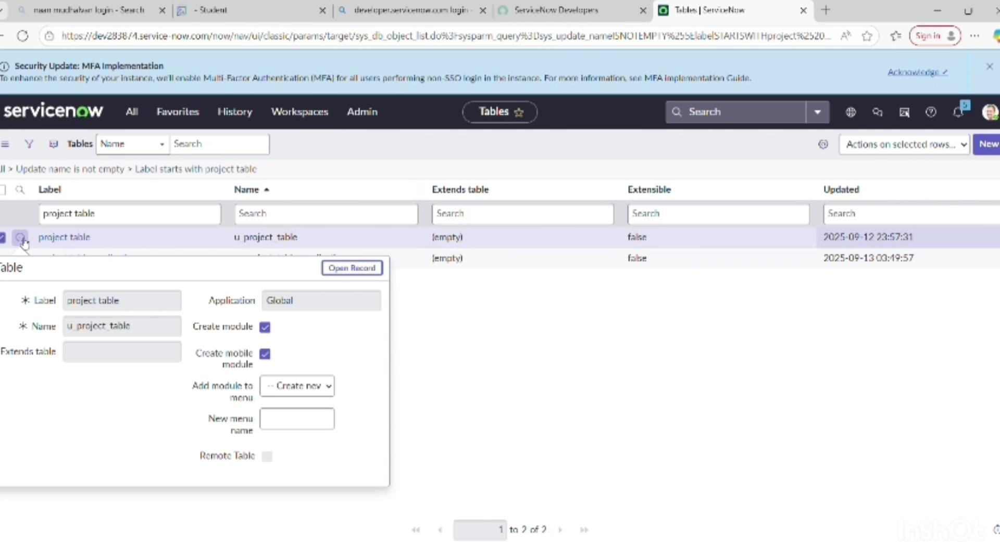 naan mudhalvan login - Search
- Student
developer.servicenow.com login -
ServiceNow Developers
Tables | ServiceNow
https://dev283874.service-now.com/now/nav/ui/classic/params/target/sys_db_object_list.do%3Fsysparm_query%3Dsys_update_nameISNOTEMPTY%255ElabelSTARTSWITHproject%2520...
Sign in
Security Update: MFA Implementation
To enhance the security of your instance, we'll enable Multi-Factor Authentication (MFA) for all users performing non-SSO login in the instance. For more information, see MFA implementation Guide.
Acknowledge ✓
servicenow
All
Favorites
History
Workspaces
Admin
Tables
Search
5
Tables
Name
Search
Actions on selected rows...
New
> Update name is not empty > Label starts with project table
Label
Name
Extends table
Extensible
Updated
project table
Search
Search
Search
Search
project table
u_project_table
(empty)
false
2025-09-12 23:57:31
(empty)
false
2025-09-13 03:49:57
Table
Open Record
* Label
project table
Application
Global
* Name
u_project_table
Create module
Extends table
Create mobile
module
Add module to
menu
-- Create new
New menu
name
Remote Table
1 to 2 of 2
InShOt